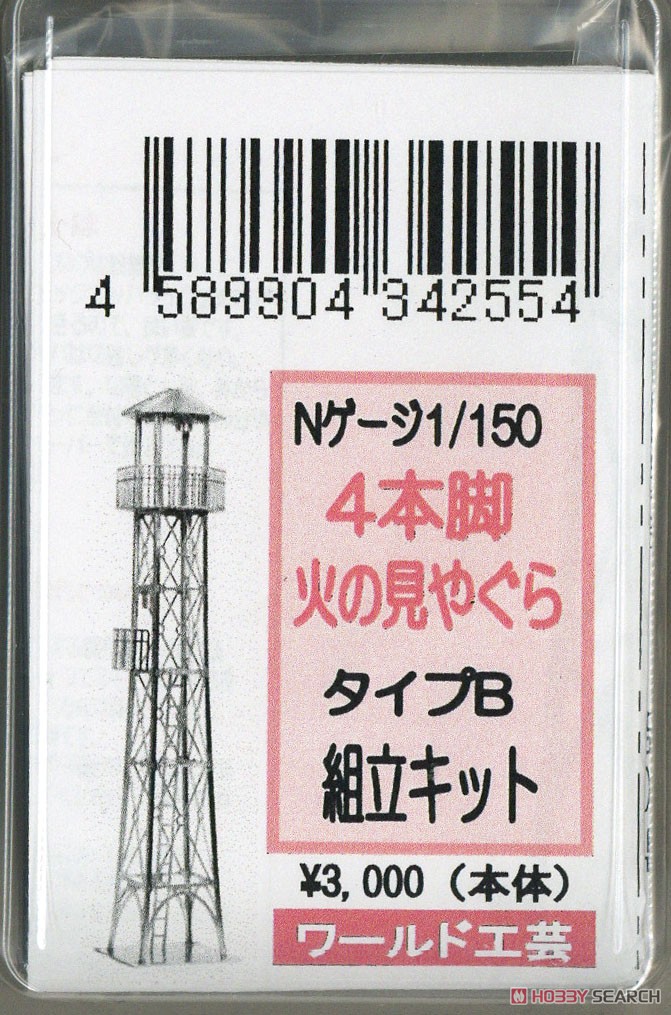 4 589904 342554
Nゲージ1/150
4本脚
火の見やぐら
タイプB
組立キット
¥3,000（本体）
ワールド工芸
HOBBY SEARCH